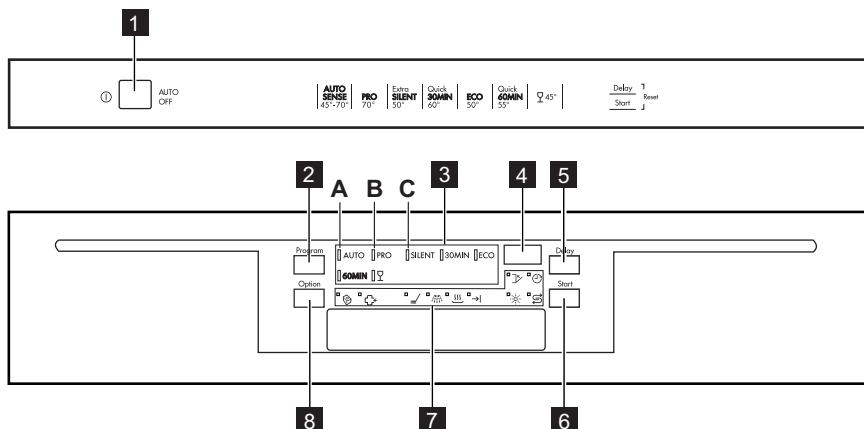 1
AUTO OFF
AUTO SENSE 45°-70°
PRO 70°
Extra SILENT 50°
Quick 30MIN 60°
ECO 50°
Quick 60MIN 55°
45°
Delay
Start
Reset
2
A
B
C
3
4
5
Program
AUTO
PRO
SILENT
30MIN
ECO
Delay
60MIN
Option
Start
8
7
6